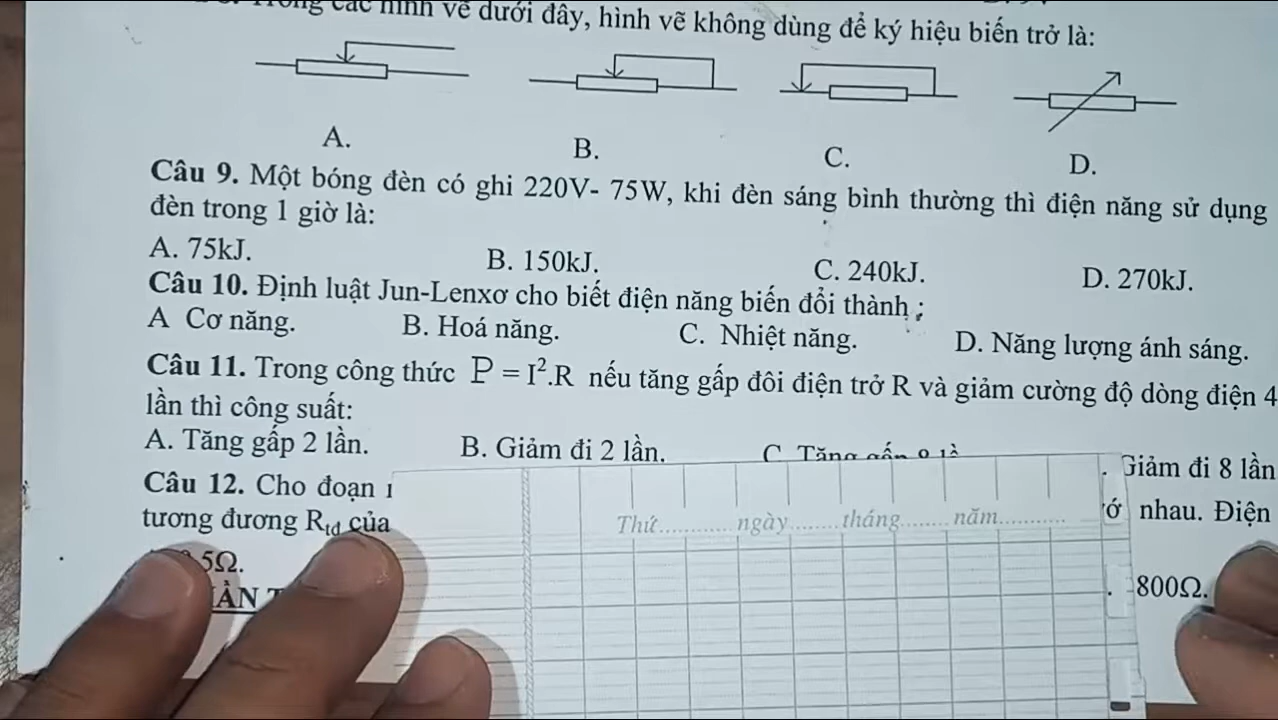 các hình vẽ dưới đây, hình vẽ không dùng để ký hiệu biến trở là:
A. B. C. D.
Câu 9. Một bóng đèn có ghi 220V- 75W, khi đèn sáng bình thường thì điện năng sử dụng
đèn trong 1 giờ là:
A. 75kJ. B. 150kJ. C. 240kJ. D. 270kJ.
Câu 10. Định luật Jun-Lenxơ cho biết điện năng biến đổi thành ;
A Cơ năng. B. Hoá năng. C. Nhiệt năng. D. Năng lượng ánh sáng.
Câu 11. Trong công thức P = I².R nếu tăng gấp đôi điện trở R và giảm cường độ dòng điện 4
lần thì công suất:
A. Tăng gấp 2 lần. B. Giảm đi 2 lần. C Tăng gấp 8 lần Giảm đi 8 lần
Câu 12. Cho đoạn
tương đương Rtd của nhau. Điện
Thứ............ngày........tháng........năm............
5Ω. 800Ω.